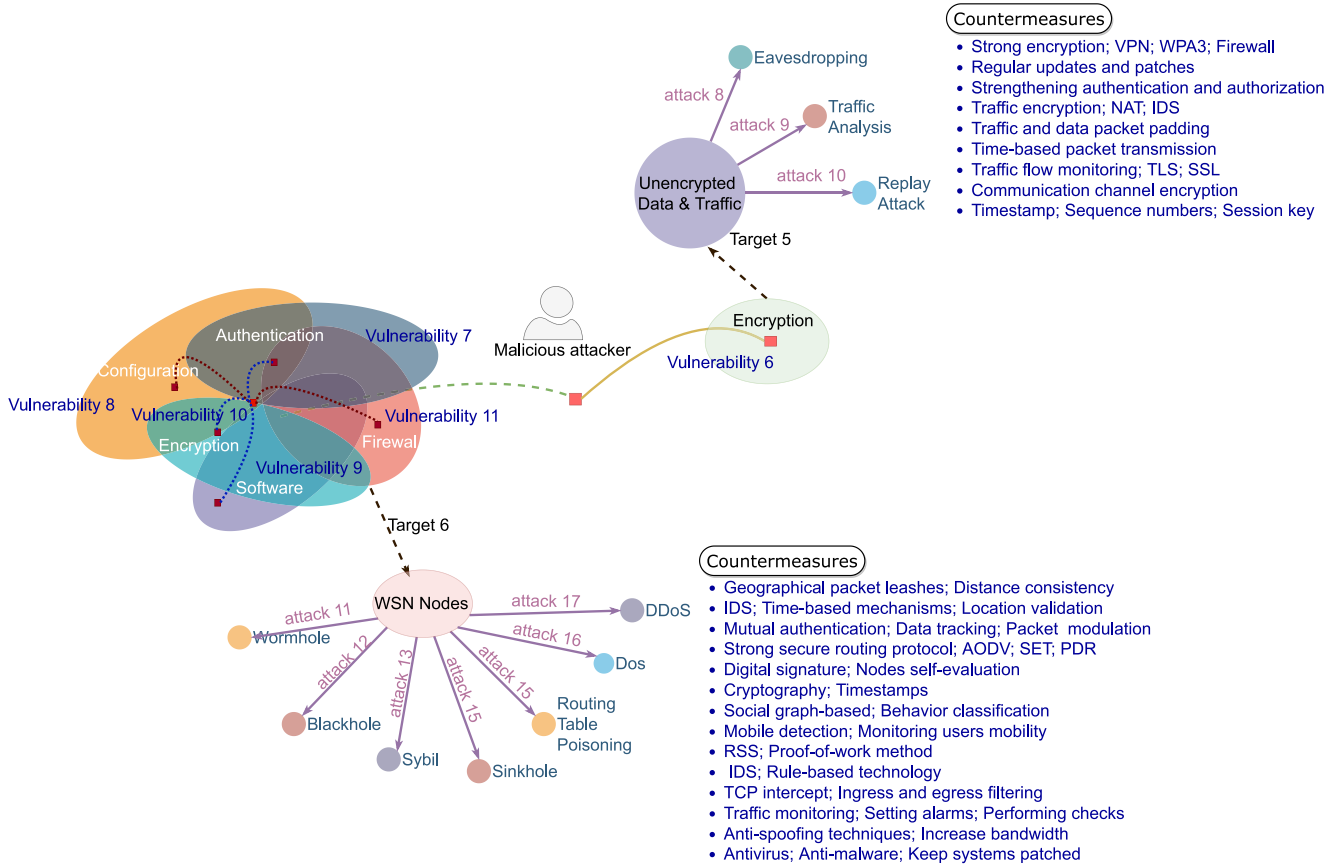 Countermeasures
Strong encryption; VPN; WPA3; Firewall
Regular updates and patches
Strengthening authentication and authorization
Traffic encryption; NAT; IDS
Traffic and data packet padding
Time-based packet transmission
Traffic flow monitoring; TLS; SSL
Communication channel encryption
Timestamp; Sequence numbers; Session key
Eavesdropping
attack 8
Traffic
Analysis
attack 9
attack 10
Replay
Attack
Unencrypted
Data & Traffic
Target 5
Encryption
Vulnerability 6
Malicious attacker
Authentication
Vulnerability 7
Configuration
Vulnerability 8
Vulnerability 10
Vulnerability 11
Encryption
Firewal
Vulnerability 9
Software
Target 6
WSN Nodes
attack 11
Wormhole
attack 12
Blackhole
attack 13
Sybil
attack 15
Sinkhole
attack 15
Routing
Table
Poisoning
attack 16
Dos
attack 17
DDoS
Countermeasures
Geographical packet leashes; Distance consistency
IDS; Time-based mechanisms; Location validation
Mutual authentication; Data tracking; Packet modulation
Strong secure routing protocol; AODV; SET; PDR
Digital signature; Nodes self-evaluation
Cryptography; Timestamps
Social graph-based; Behavior classification
Mobile detection; Monitoring users mobility
RSS; Proof-of-work method
IDS; Rule-based technology
TCP intercept; Ingress and egress filtering
Traffic monitoring; Setting alarms; Performing checks
Anti-spoofing techniques; Increase bandwidth
Antivirus; Anti-malware; Keep systems patched